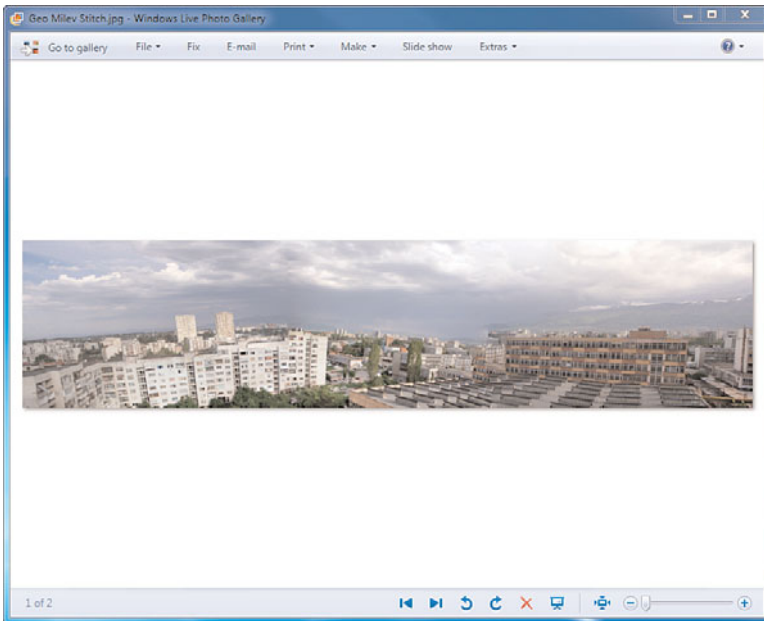 Geo Milev Stitch.jpg - Windows Live Photo Gallery
Go to gallery File Fix E-mail Print Make Slide show Extras
1 of 2